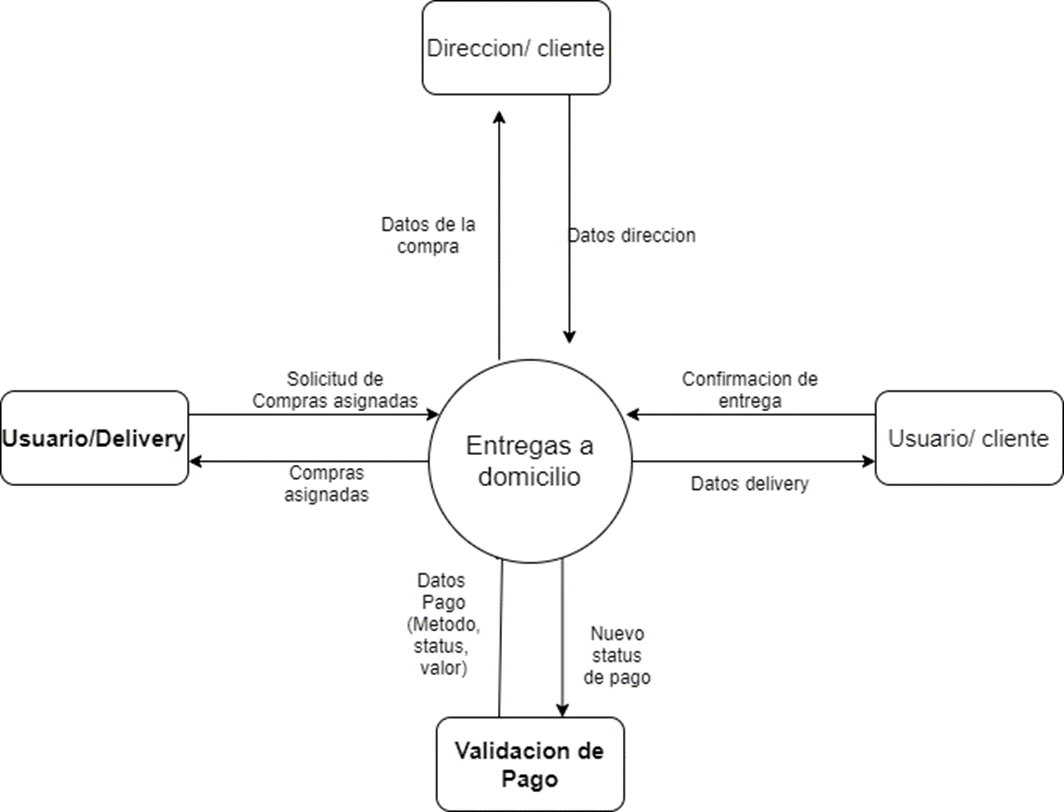 Direccion/ cliente
Datos de la
compra
Datos direccion
Solicitud de
Compras asignadas
Confirmacion de
entrega
Usuario/Delivery
Entregas a
domicilio
Usuario/ cliente
Compras
asignadas
Datos delivery
Datos
Pago
(Metodo,
status,
valor)
Nuevo
status
de pago
Validacion de
Pago